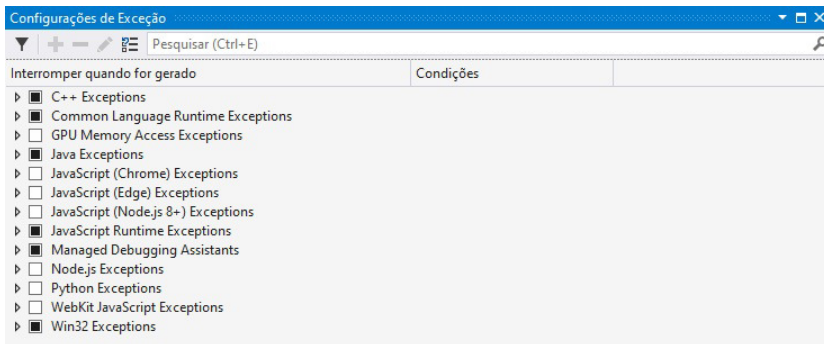 Configurações de Exceção
Pesquisar (Ctrl+E)
Interromper quando for gerado Condições
C++ Exceptions
Common Language Runtime Exceptions
GPU Memory Access Exceptions
Java Exceptions
JavaScript (Chrome) Exceptions
JavaScript (Edge) Exceptions
JavaScript (Node.js 8+) Exceptions
JavaScript Runtime Exceptions
Managed Debugging Assistants
Node.js Exceptions
Python Exceptions
WebKit JavaScript Exceptions
Win32 Exceptions